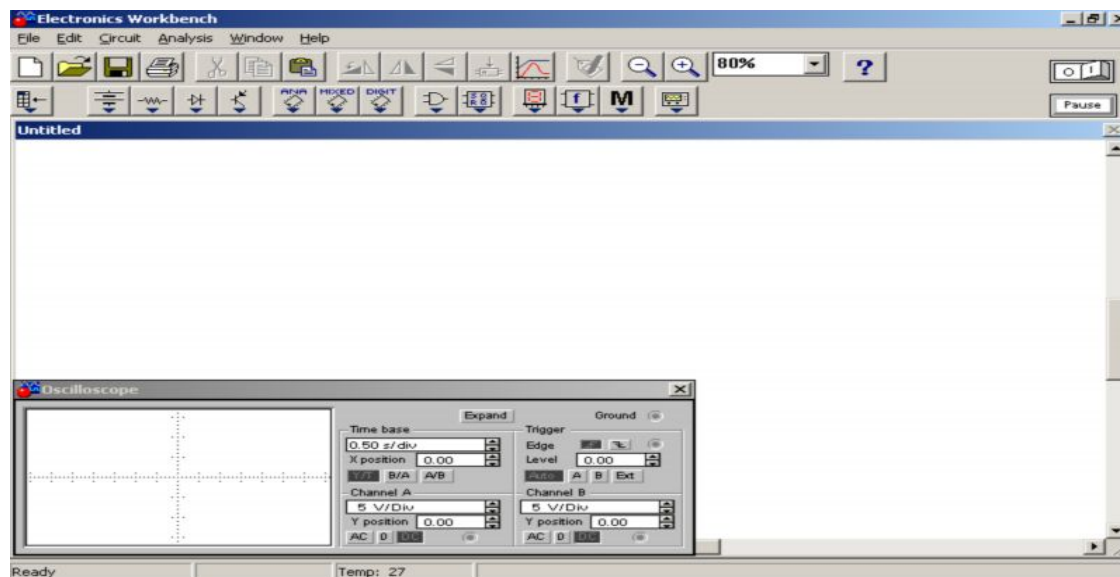 Electronics Workbench
File Edit Circuit Analysis Window Help
80% ?
ANA MIXED DIGIT M
Pause
Untitled
Oscilloscope
Expand Ground
Time base Trigger
0.50 s/div Edge
X position 0.00 Level 0.00
Y/T B/A A/B Auto A B Ext
Channel A Channel B
5 V/Div 5 V/Div
Y position 0.00 Y position 0.00
AC 0 DC AC 0 DC
Ready Temp: 27